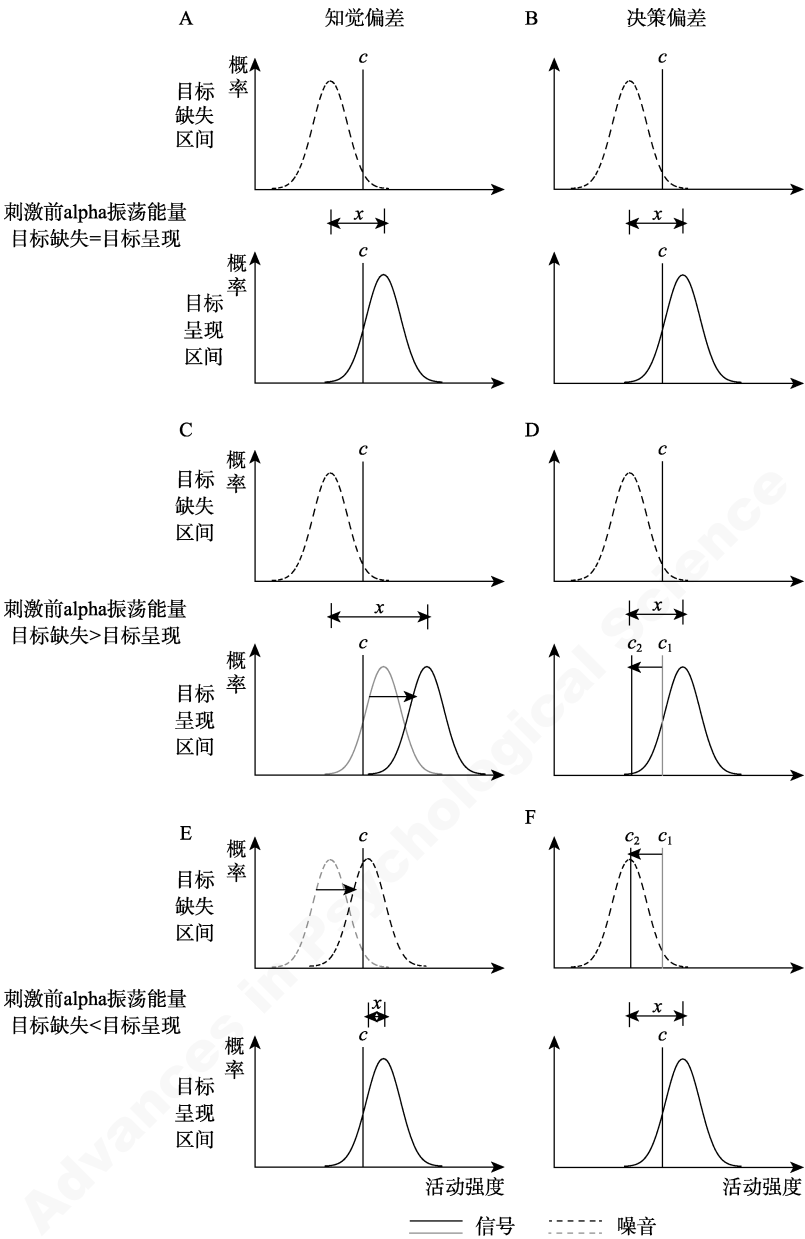 A 知觉偏差 B 决策偏差
概率 c c
目标
缺失
区间
刺激前alpha振荡能量
目标缺失=目标呈现
x x
概率 c c
目标
呈现
区间
C D
概率 c c
目标
缺失
区间
刺激前alpha振荡能量
目标缺失>目标呈现
x x
概率 c c₂ c₁
目标
呈现
区间
E F
概率 c c₂ c₁
目标
缺失
区间
刺激前alpha振荡能量
目标缺失<目标呈现
x x
概率 c c
目标
呈现
区间
活动强度 活动强度
信号 噪音
Advances in Psychological Science